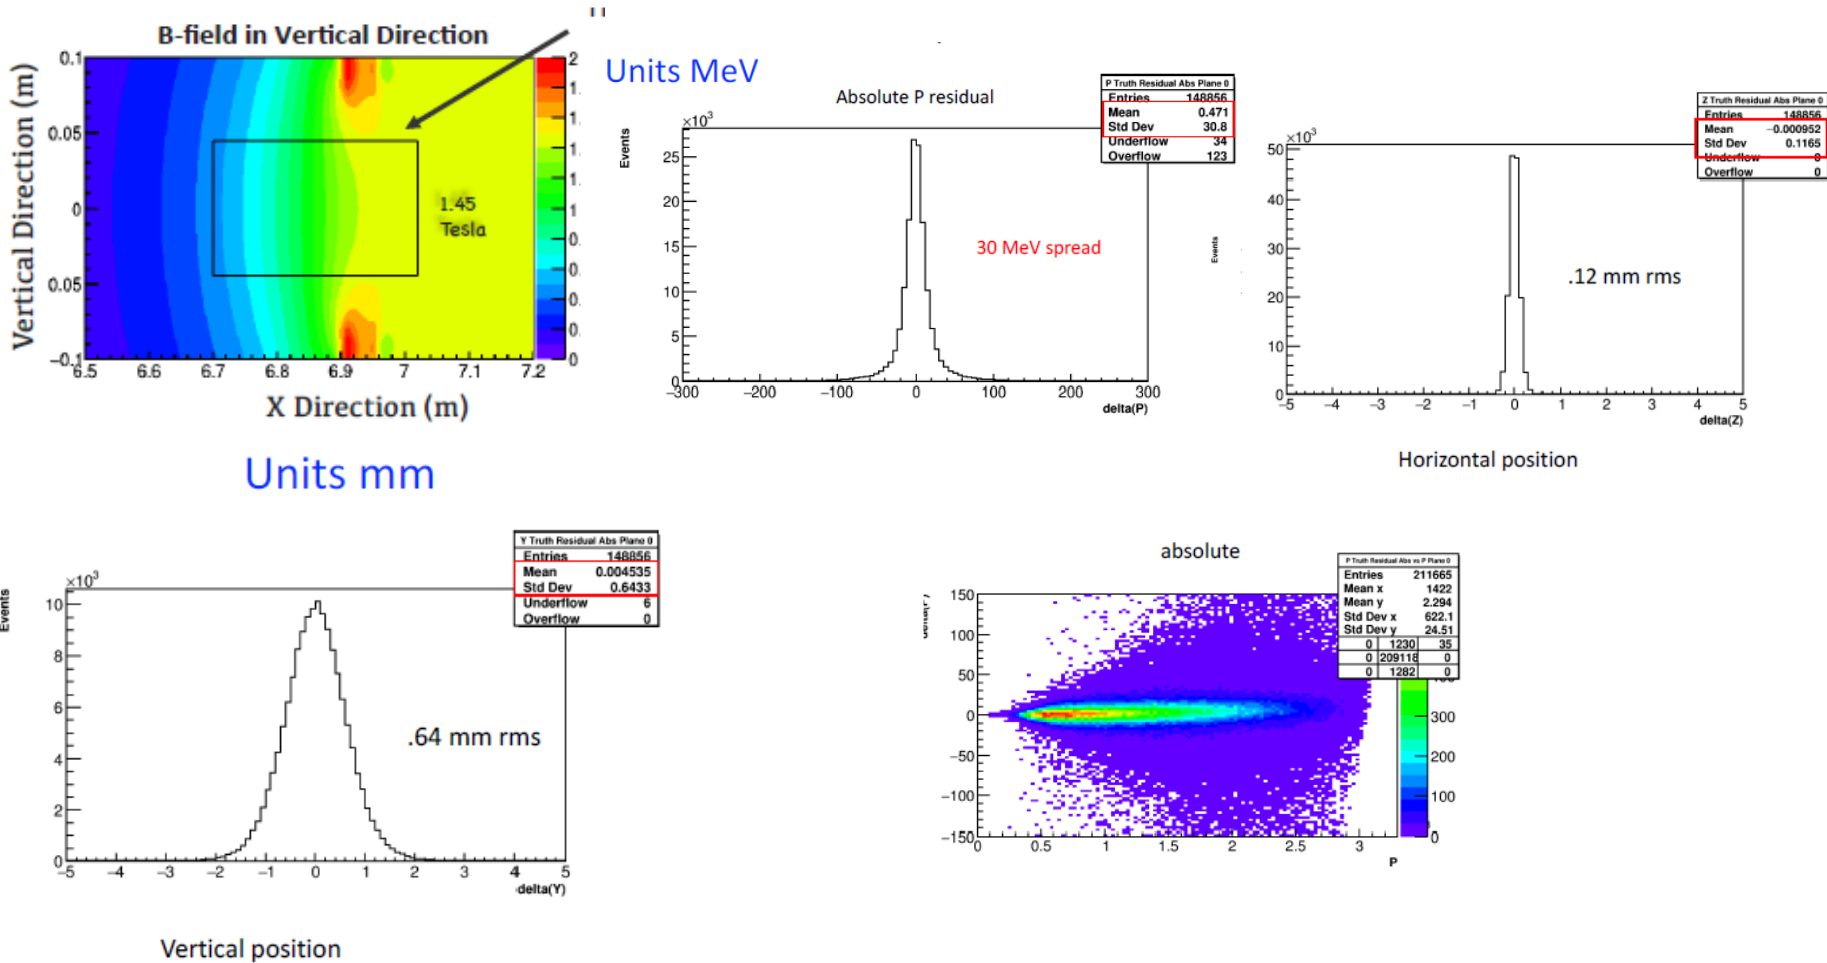 B-field in Vertical Direction
Vertical Direction (m)
0.1
0.05
0
0.05
-0.1
6.5 6.6 6.7 6.8 6.9 7 7.1 7.2
X Direction (m)
1.45
Tesla
2
1.
1.
1.
1.
1
0.
0.
0.
0.
0
Units MeV
Absolute P residual
P Truth Residual Abs Plane 0
Entries 148856
Mean 0.471
Std Dev 30.8
Underflow 34
Overflow 123
×10³
Events
25
20
15
10
5
0
30 MeV spread
−300 −200 −100 0 100 200 300
delta(P)
Z Truth Residual Abs Plane 0
Entries 148856
Mean −0.000952
Std Dev 0.1165
Underflow 0
Overflow 0
×10³
Events
50
40
30
20
10
0
.12 mm rms
−5 −4 −3 −2 −1 0 1 2 3 4 5
delta(Z)
Horizontal position
Units mm
Y Truth Residual Abs Plane 0
Entries 148856
Mean 0.004535
Std Dev 0.6433
Underflow 6
Overflow 0
×10³
Events
10
8
6
4
2
0
.64 mm rms
−5 −4 −3 −2 −1 0 1 2 3 4 5
delta(Y)
Vertical position
absolute
P Truth Residual Abs vs P Plane 0
Entries 211665
Mean x 1422
Mean y 2.294
Std Dev x 622.1
Std Dev y 24.51
0 1230 35
0 209118 0
0 1282 0
150
100
50
0
−50
−100
−150
0 0.5 1 1.5 2 2.5 3
P
300
200
100
0